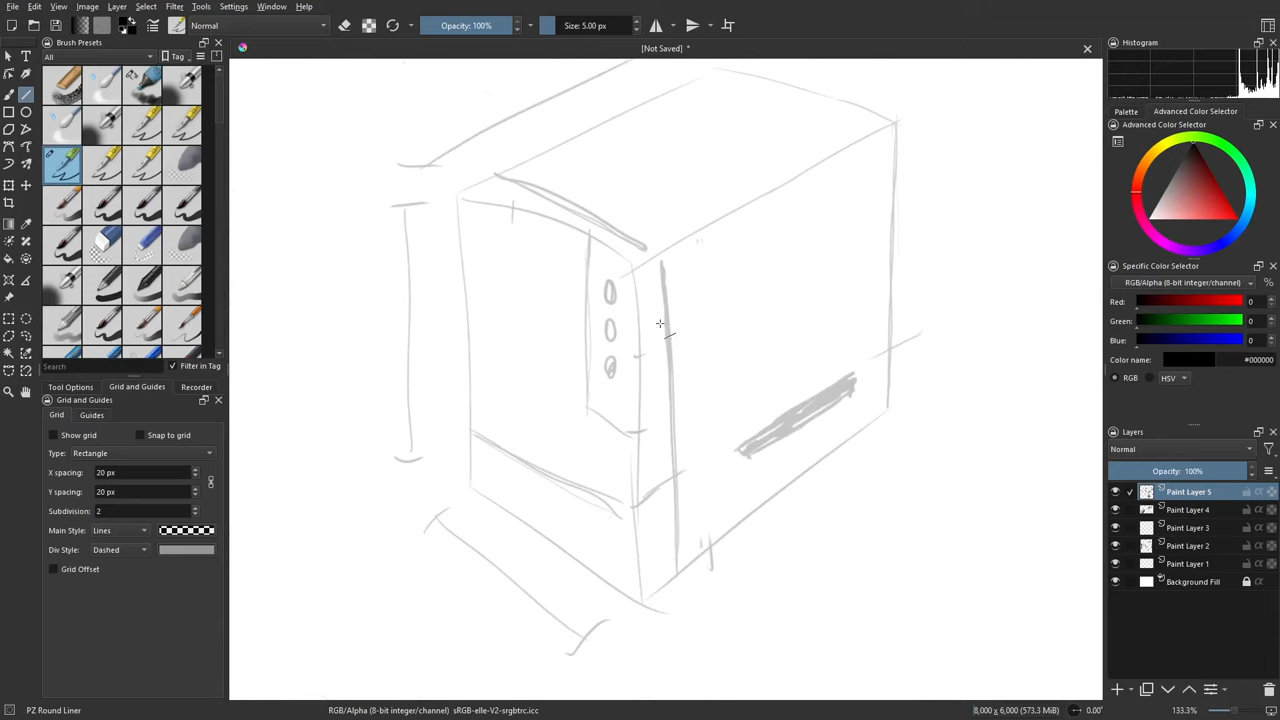 File Edit View Image Layer Select Filter Tools Settings Window Help
Normal Opacity: 100% Size: 5.00 px
Brush Presets
[Not Saved] *
Histogram
All Tag
Palette Advanced Color Selector
Advanced Color Selector
Specific Color Selector
RGB/Alpha (8-bit integer/channel) %
Red: 0
Green: 0
Blue: 0
Color name: #000000
RGB HSV
Search Filter in Tag
Tool Options Grid and Guides Recorder
Grid and Guides
Grid Guides
Show grid Snap to grid
Type: Rectangle
X spacing: 20 px
Y spacing: 20 px
Subdivision: 2
Main Style: Lines
Div Style: Dashed
Grid Offset
Layers
Normal
Opacity: 100%
Paint Layer 5
Paint Layer 4
Paint Layer 3
Paint Layer 2
Paint Layer 1
Background Fill
PZ Round Liner RGB/Alpha (8-bit integer/channel) sRGB-elle-V2-srgbtrc.icc 8,000 x 6,000 (573.3 MiB) 0.00° 133.3%